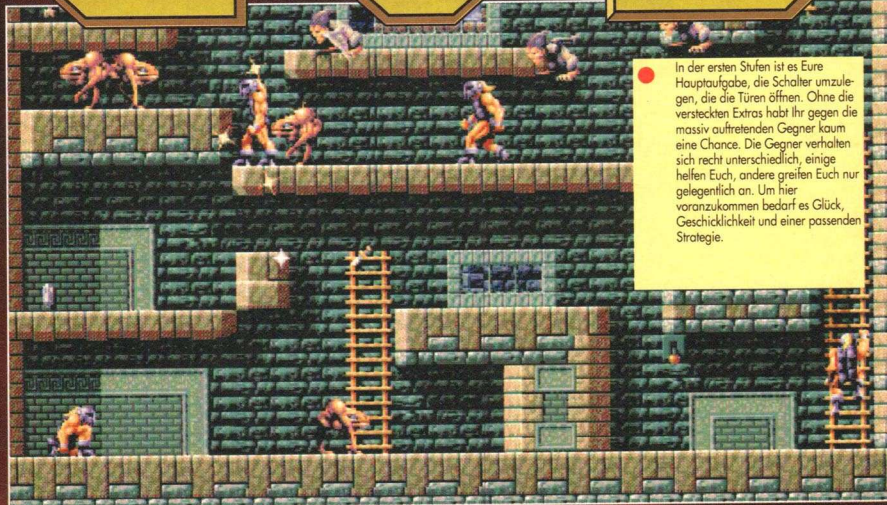 In der ersten Stufen ist es Eure
Hauptaufgabe, die Schalter umzule-
gen, die die Türen öffnen. Ohne die
versteckten Extras habt Ihr gegen die
massiv auftretenden Gegner kaum
eine Chance. Die Gegner verhalten
sich recht unterschiedlich, einige
helfen Euch, andere greifen Euch nur
gelegentlich an. Um hier
voranzukommen bedarf es Glück,
Geschicklichkeit und einer passenden
Strategie.